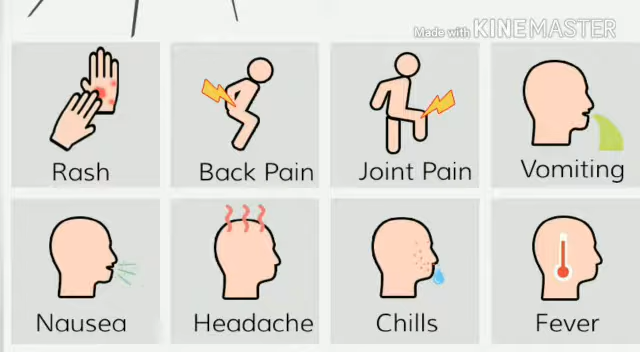 Made with KINEMASTER
Rash
Back Pain
Joint Pain
Vomiting
Nausea
Headache
Chills
Fever